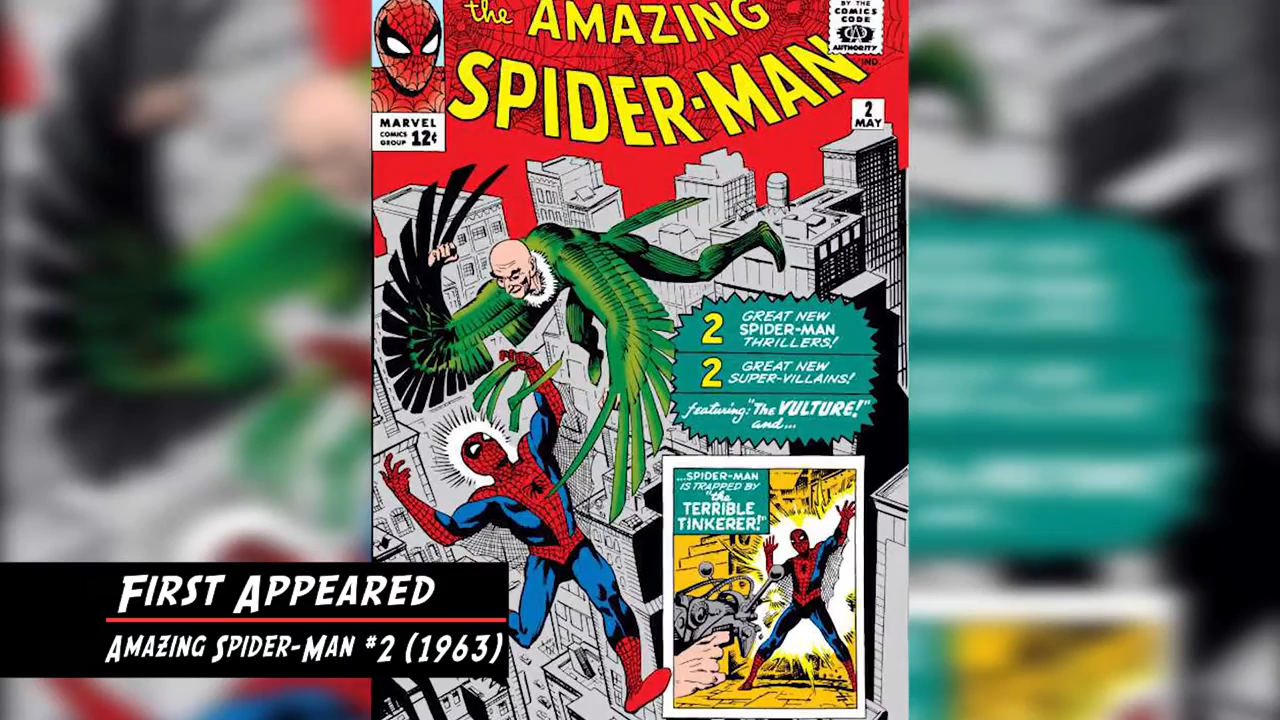 the AMAZING
SPIDER-MAN
BY THE
COMICS
CODE
CA
AUTHORITY
IND.
MARVEL
COMICS
GROUP 12¢
2
MAY
2 GREAT NEW
SPIDER-MAN
THRILLERS!
2 GREAT NEW
SUPER-VILLAINS!
featuring: "The VULTURE!"
and...
...SPIDER-MAN
IS TRAPPED BY
"the
TERRIBLE
TINKERER!"
FIRST APPEARED
AMAZING SPIDER-MAN #2 (1963)